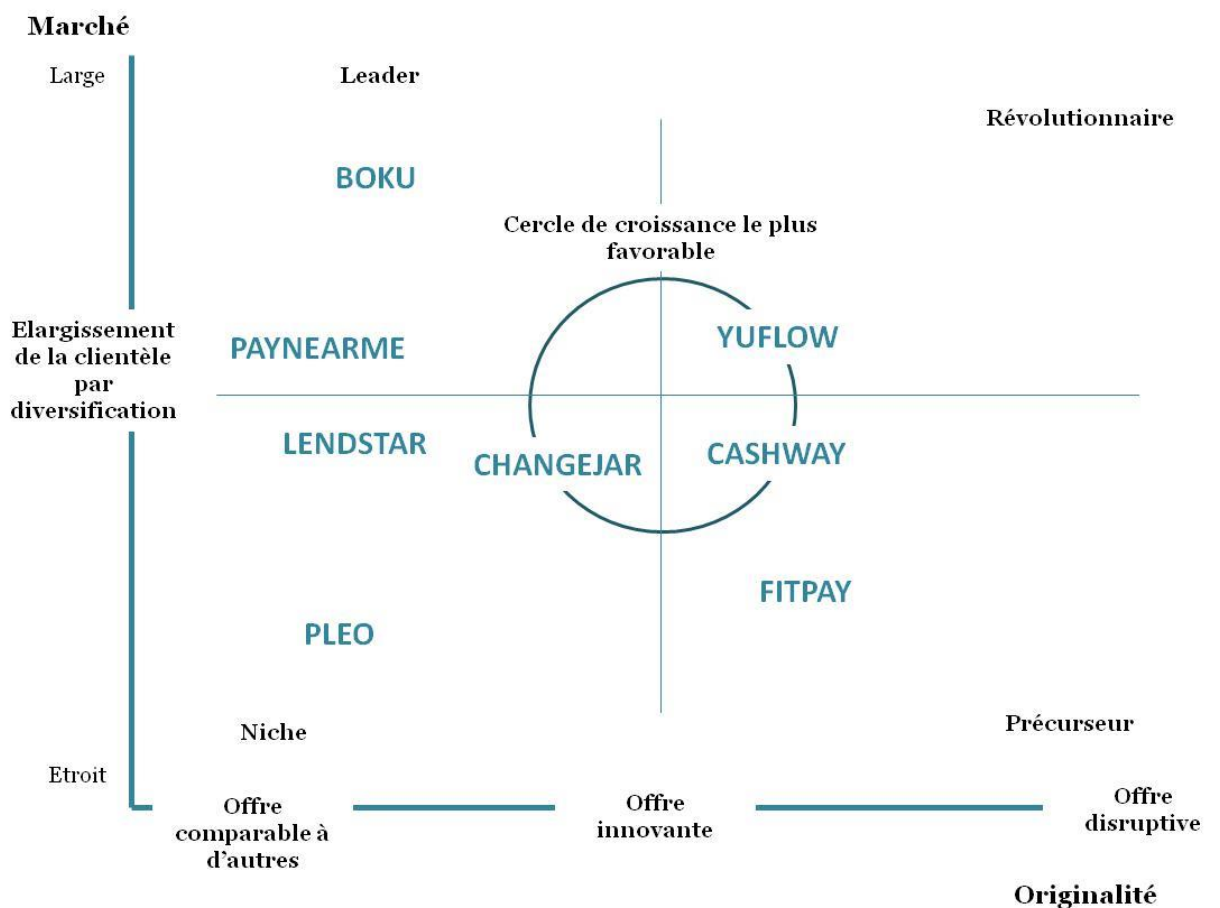 Marché
Large
Leader
Révolutionnaire
BOKU
Cercle de croissance le plus
favorable
Elargissement
de la clientèle
par
diversification
PAYNEARME
YUFLOW
LENDSTAR
CHANGEJAR
CASHWAY
FITPAY
PLEO
Niche
Précurseur
Etroit
Offre
comparable à
d'autres
Offre
innovante
Offre
disruptive
Originalité